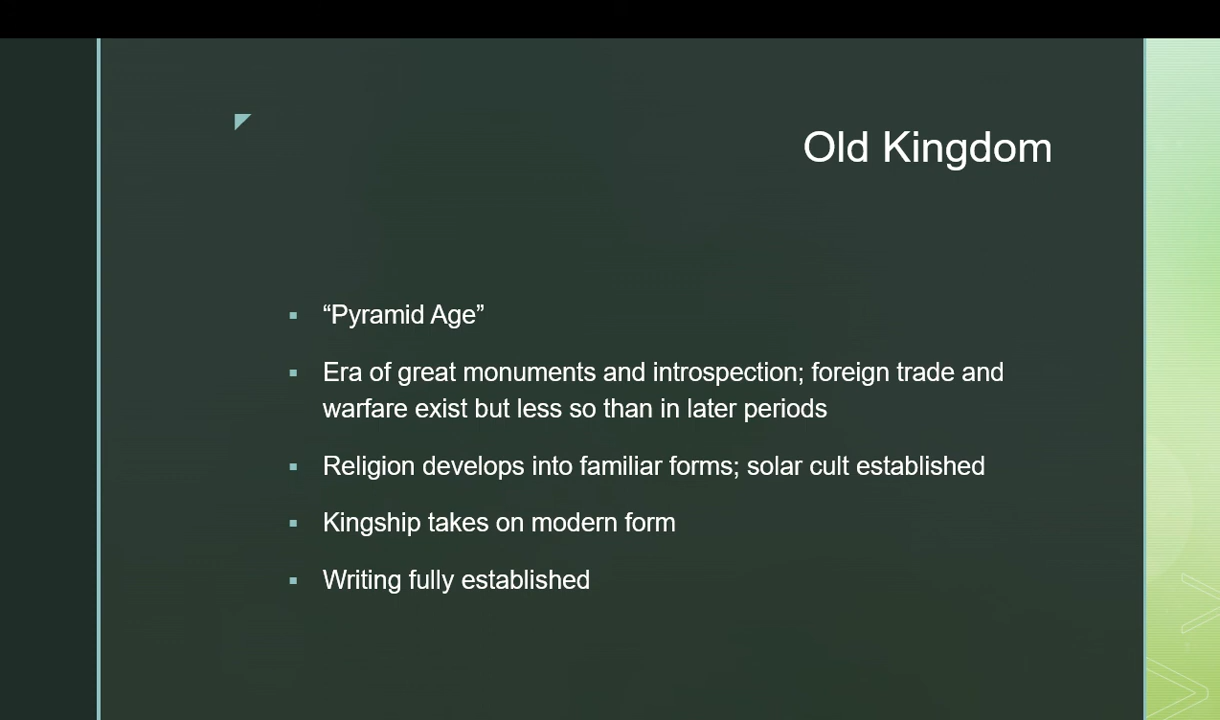 Old Kingdom
“Pyramid Age”
Era of great monuments and introspection; foreign trade and
warfare exist but less so than in later periods
Religion develops into familiar forms; solar cult established
Kingship takes on modern form
Writing fully established